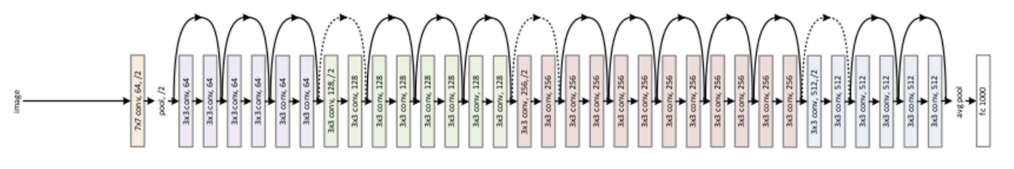 image
7x7 conv, 64, /2
pool, /2
3x3 conv, 64
3x3 conv, 64
3x3 conv, 64
3x3 conv, 64
3x3 conv, 64
3x3 conv, 64
3x3 conv, 128, /2
3x3 conv, 128
3x3 conv, 128
3x3 conv, 128
3x3 conv, 128
3x3 conv, 128
3x3 conv, 128
3x3 conv, 128
3x3 conv, 256, /2
3x3 conv, 256
3x3 conv, 256
3x3 conv, 256
3x3 conv, 256
3x3 conv, 256
3x3 conv, 256
3x3 conv, 256
3x3 conv, 256
3x3 conv, 256
3x3 conv, 256
3x3 conv, 256
3x3 conv, 512, /2
3x3 conv, 512
3x3 conv, 512
3x3 conv, 512
3x3 conv, 512
3x3 conv, 512
avg pool
fc 1000